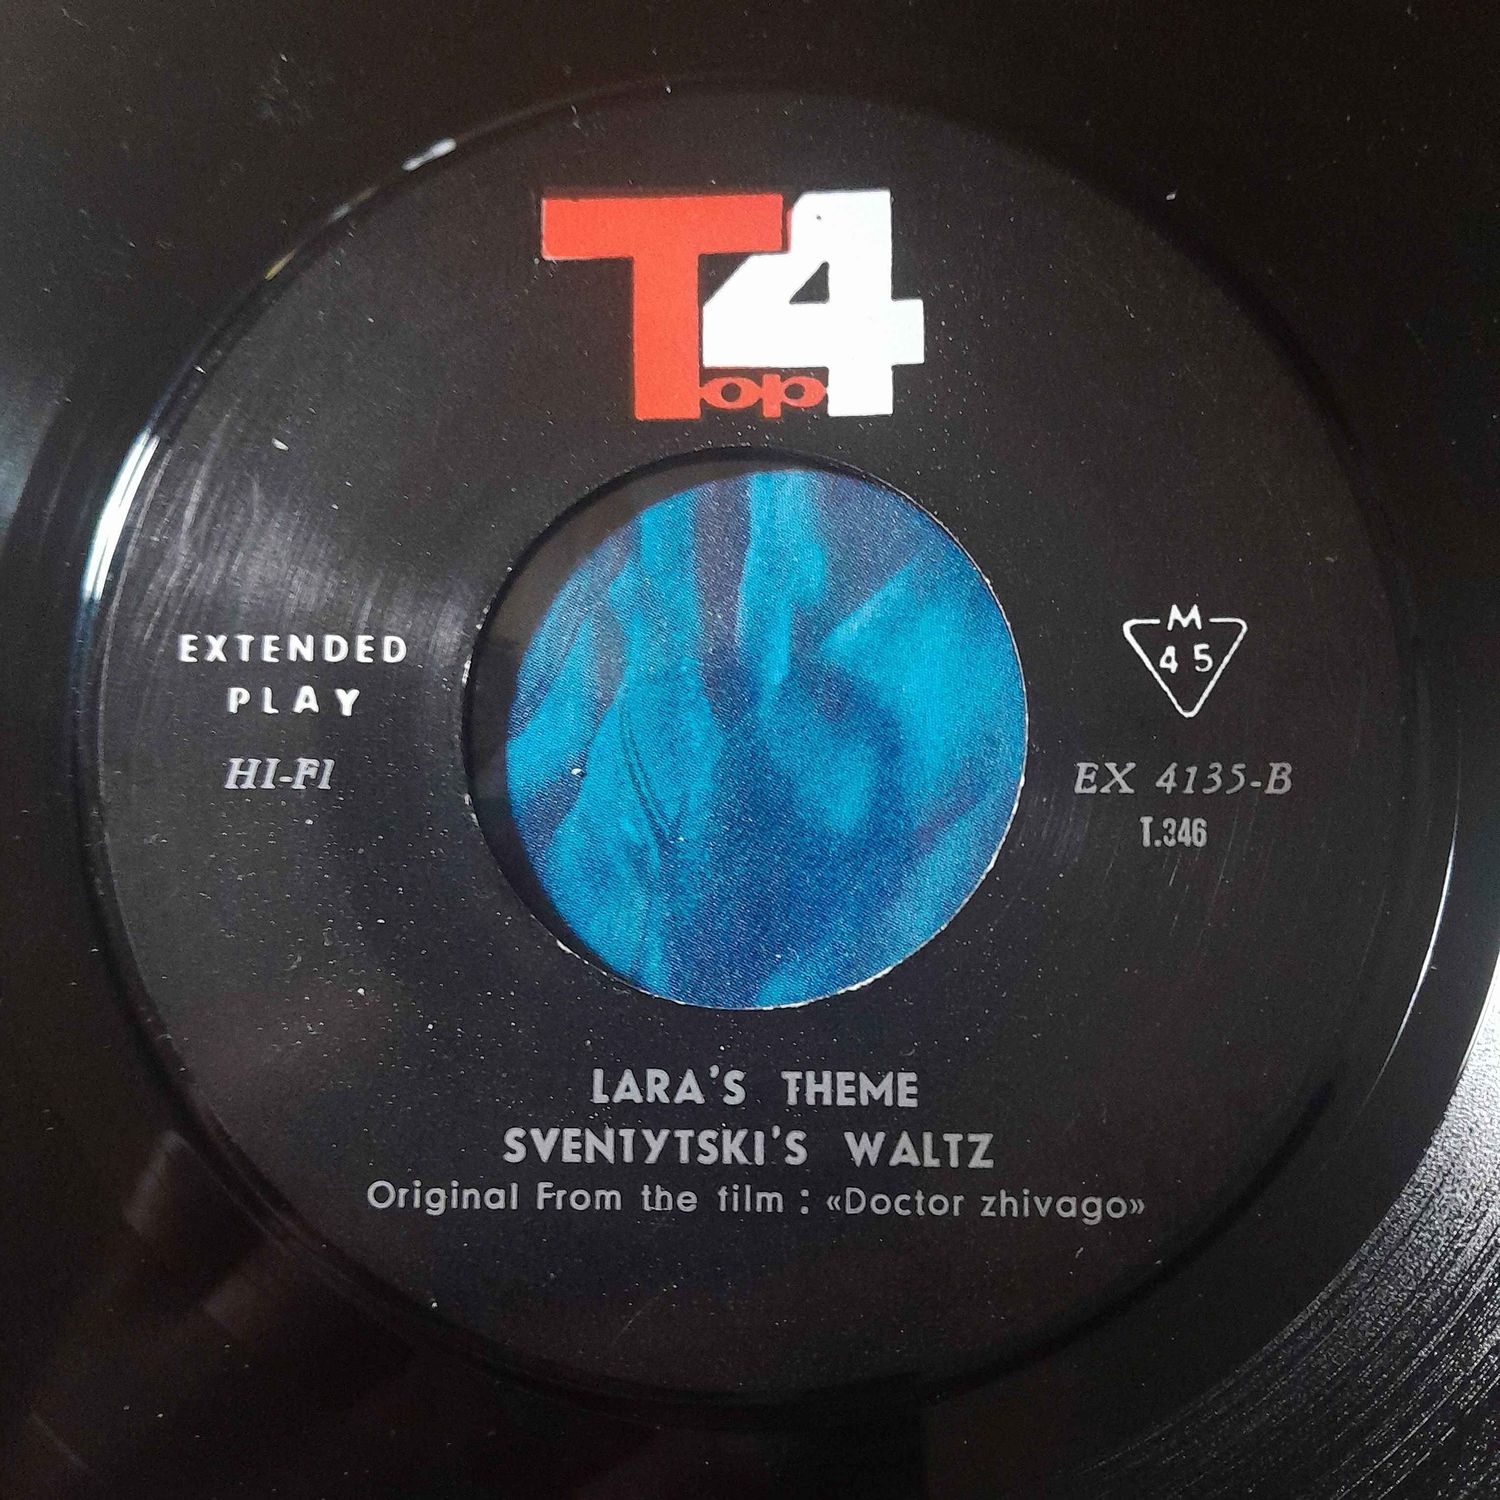 Top 4
EXTENDED
PLAY
HI-FI
M
45
EX 4135-B
T.346
LARA'S THEME
SVENTYTSKI'S WALTZ
Original From the film : «Doctor zhivago»